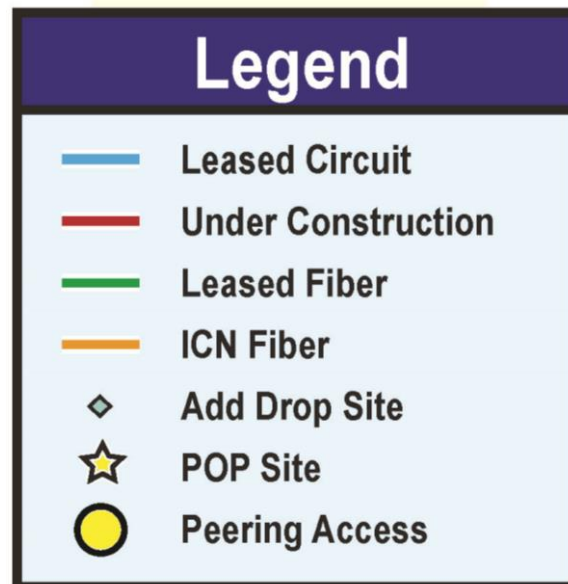 Legend
Leased Circuit
Under Construction
Leased Fiber
ICN Fiber
Add Drop Site
POP Site
Peering Access